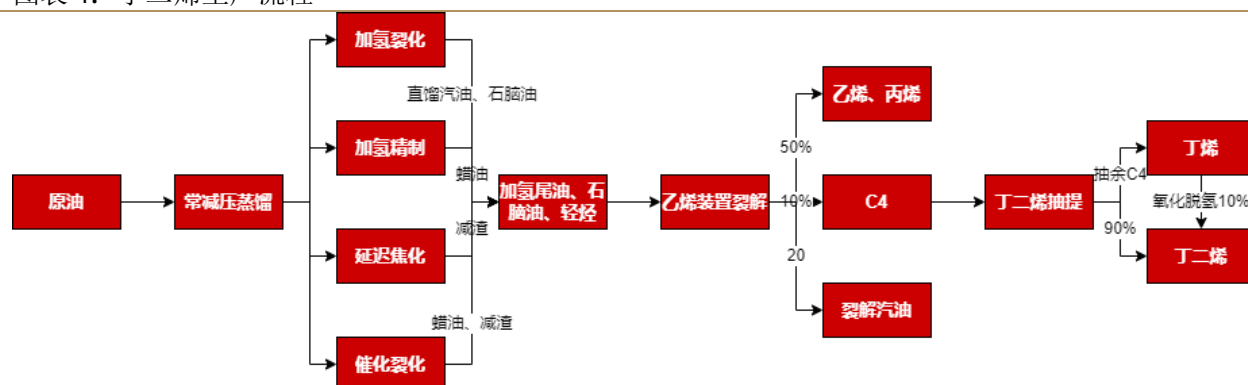 图表 4：丁二烯生产流程
加氢裂化
直馏汽油、石脑油
乙烯、丙烯
50%
加氢精制
丁烯
蜡油
抽余C4
原油
常减压蒸馏
加氢尾油、石
脑油、轻烃
乙烯装置裂解
10%
C4
丁二烯抽提
氧化脱氢10%
减渣
90%
延迟焦化
20
丁二烯
裂解汽油
蜡油、减渣
催化裂化